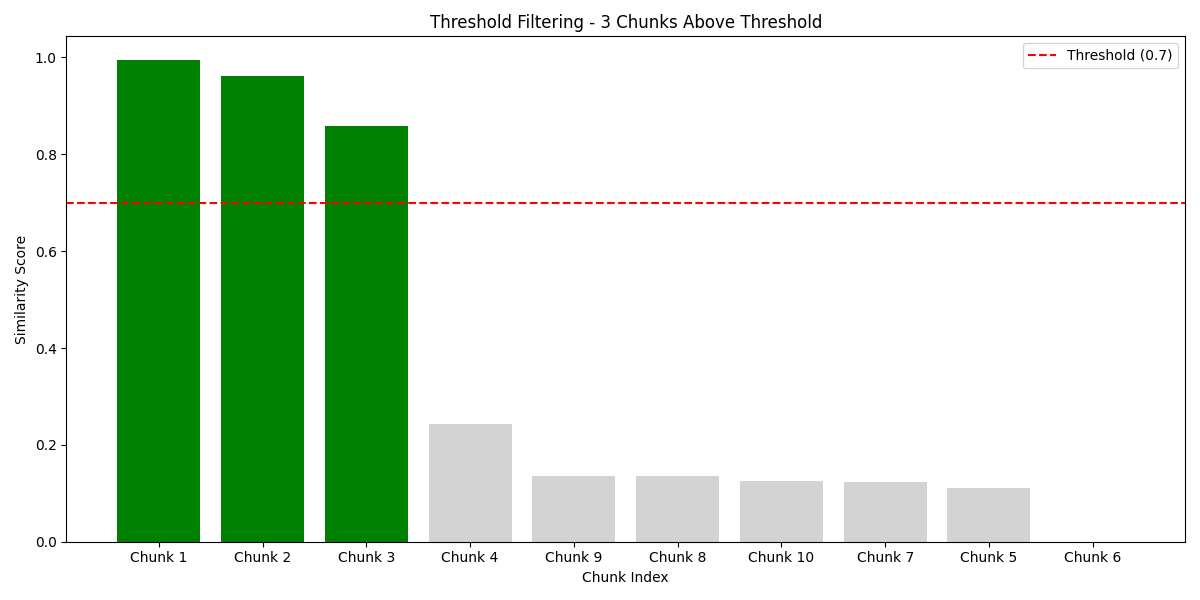 Threshold Filtering - 3 Chunks Above Threshold
Threshold (0.7)
1.0
0.8
0.6
0.4
0.2
0.0
Similarity Score
Chunk 1 Chunk 2 Chunk 3 Chunk 4 Chunk 9 Chunk 8 Chunk 10 Chunk 7 Chunk 5 Chunk 6
Chunk Index